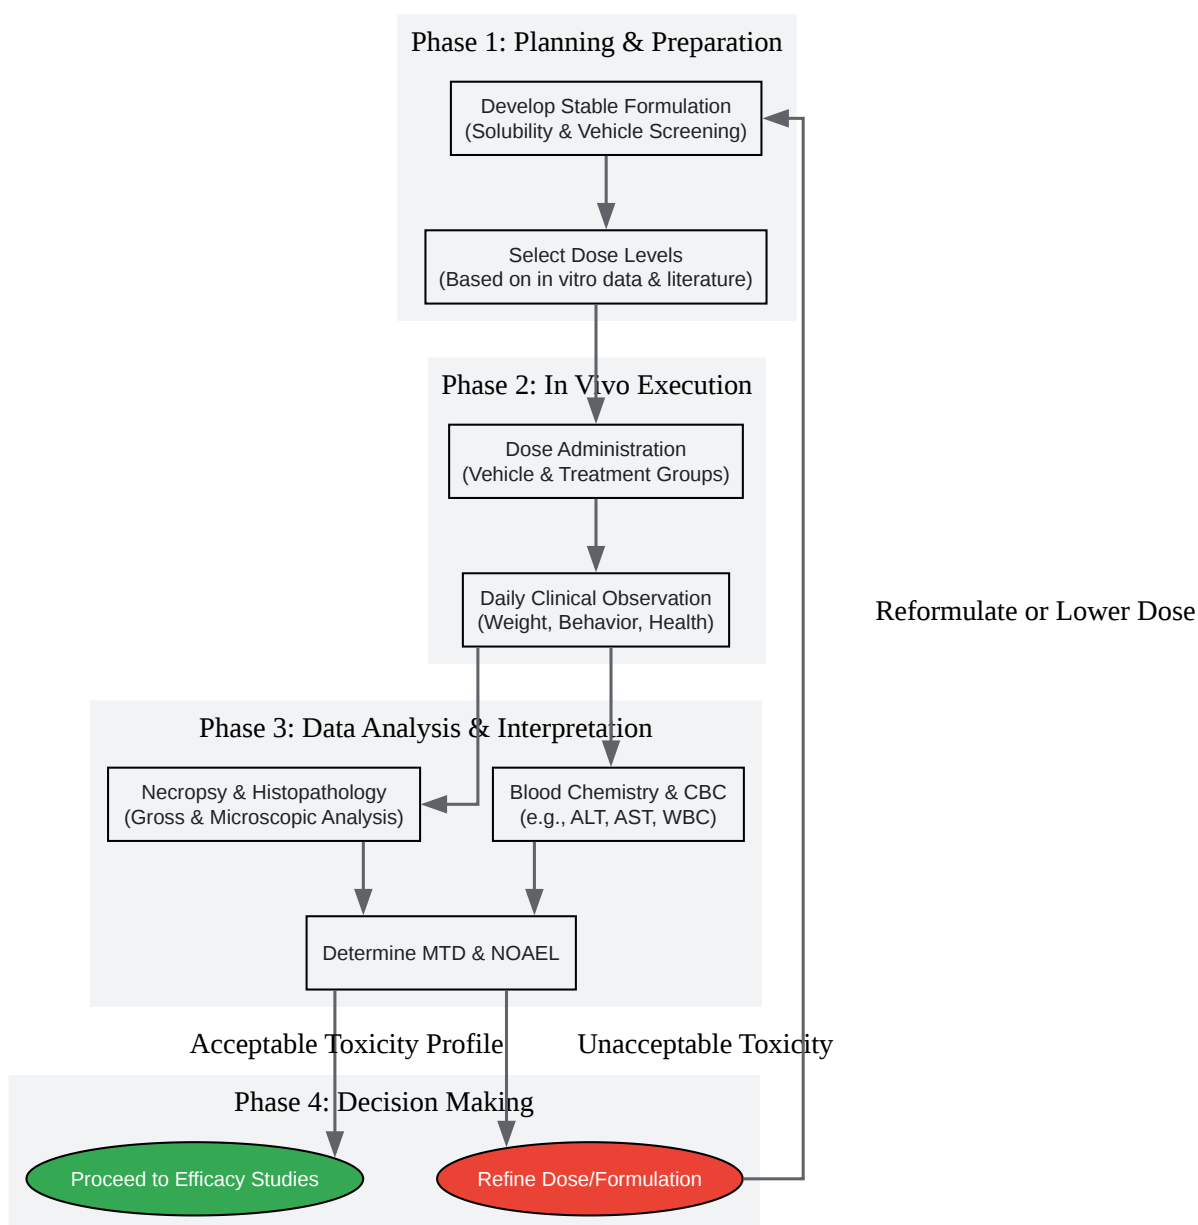 Phase 1: Planning & Preparation
Develop Stable Formulation
(Solubility & Vehicle Screening)
Select Dose Levels
(Based on in vitro data & literature)
Phase 2: In Vivo Execution
Dose Administration
(Vehicle & Treatment Groups)
Daily Clinical Observation
(Weight, Behavior, Health)
Reformulate or Lower Dose
Phase 3: Data Analysis & Interpretation
Necropsy & Histopathology
(Gross & Microscopic Analysis)
Blood Chemistry & CBC
(e.g., ALT, AST, WBC)
Determine MTD & NOAEL
Acceptable Toxicity Profile
Unacceptable Toxicity
Phase 4: Decision Making
Proceed to Efficacy Studies
Refine Dose/Formulation